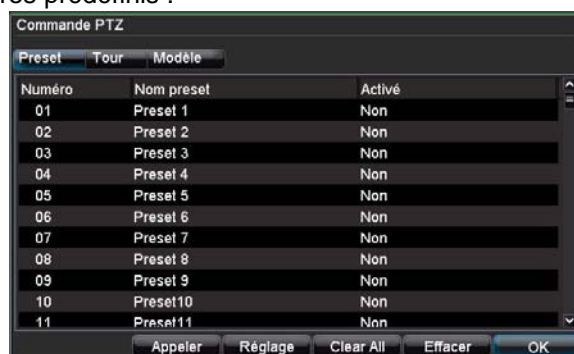 res prédéfinis :
Commande PTZ
Preset Tour Modèle
Numéro Nom preset Activé
01 Preset 1 Non
02 Preset 2 Non
03 Preset 3 Non
04 Preset 4 Non
05 Preset 5 Non
06 Preset 6 Non
07 Preset 7 Non
08 Preset 8 Non
09 Preset 9 Non
10 Preset10 Non
11 Preset11 Non
Appeler Réglage Clear All Effacer OK